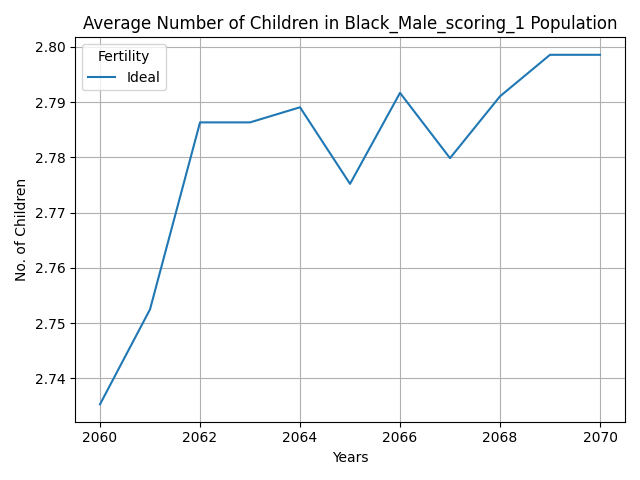 Average Number of Children in Black_Male_scoring_1 Population
Fertility
Ideal
No. of Children
2.80
2.79
2.78
2.77
2.76
2.75
2.74
2060
2062
2064
2066
2068
2070
Years